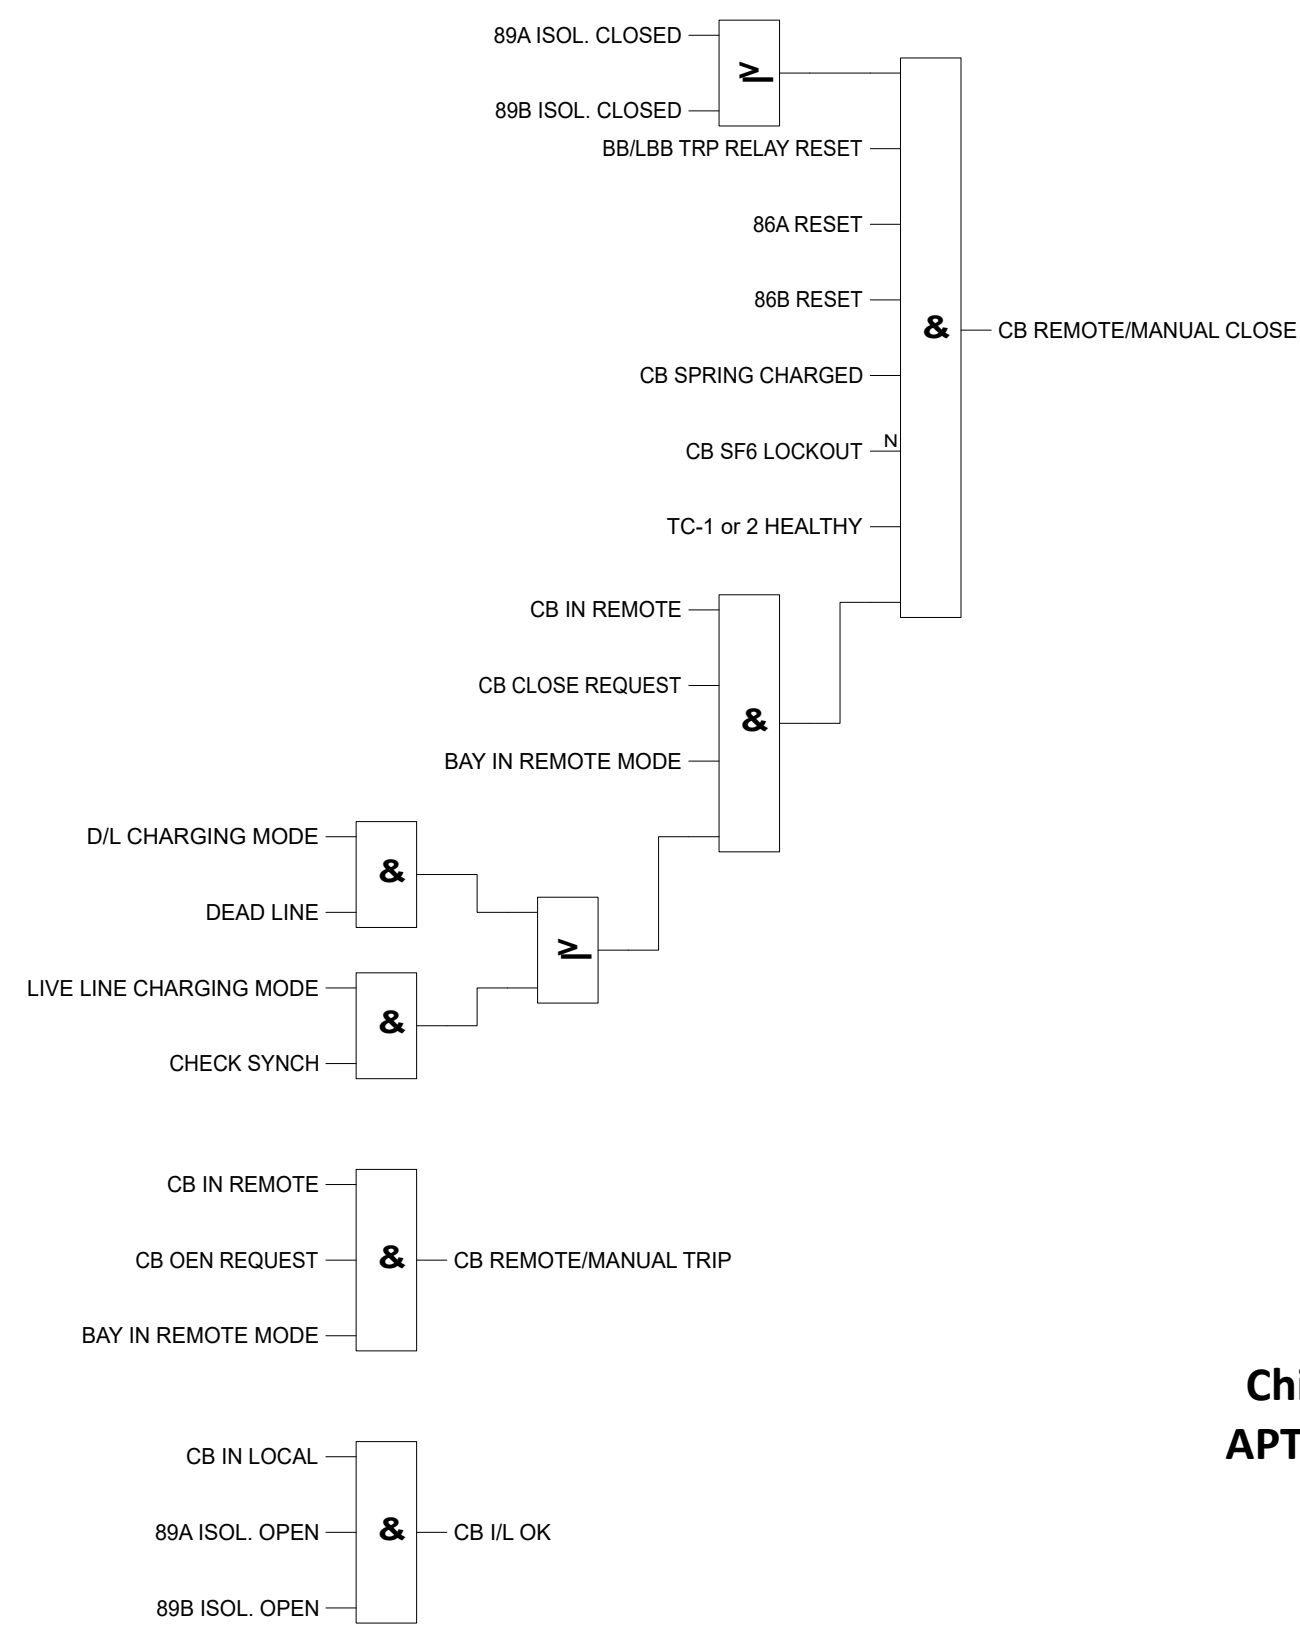 89A ISOL. CLOSED
≥
89B ISOL. CLOSED
BB/LBB TRP RELAY RESET
86A RESET
86B RESET
&
CB REMOTE/MANUAL CLOSE
CB SPRING CHARGED
CB SF6 LOCKOUT
N
TC-1 or 2 HEALTHY
CB IN REMOTE
CB CLOSE REQUEST
&
BAY IN REMOTE MODE
D/L CHARGING MODE
&
DEAD LINE
≥
LIVE LINE CHARGING MODE
&
CHECK SYNCH
CB IN REMOTE
CB OEN REQUEST
&
CB REMOTE/MANUAL TRIP
BAY IN REMOTE MODE
Chi
APT
CB IN LOCAL
89A ISOL. OPEN
&
CB I/L OK
89B ISOL. OPEN